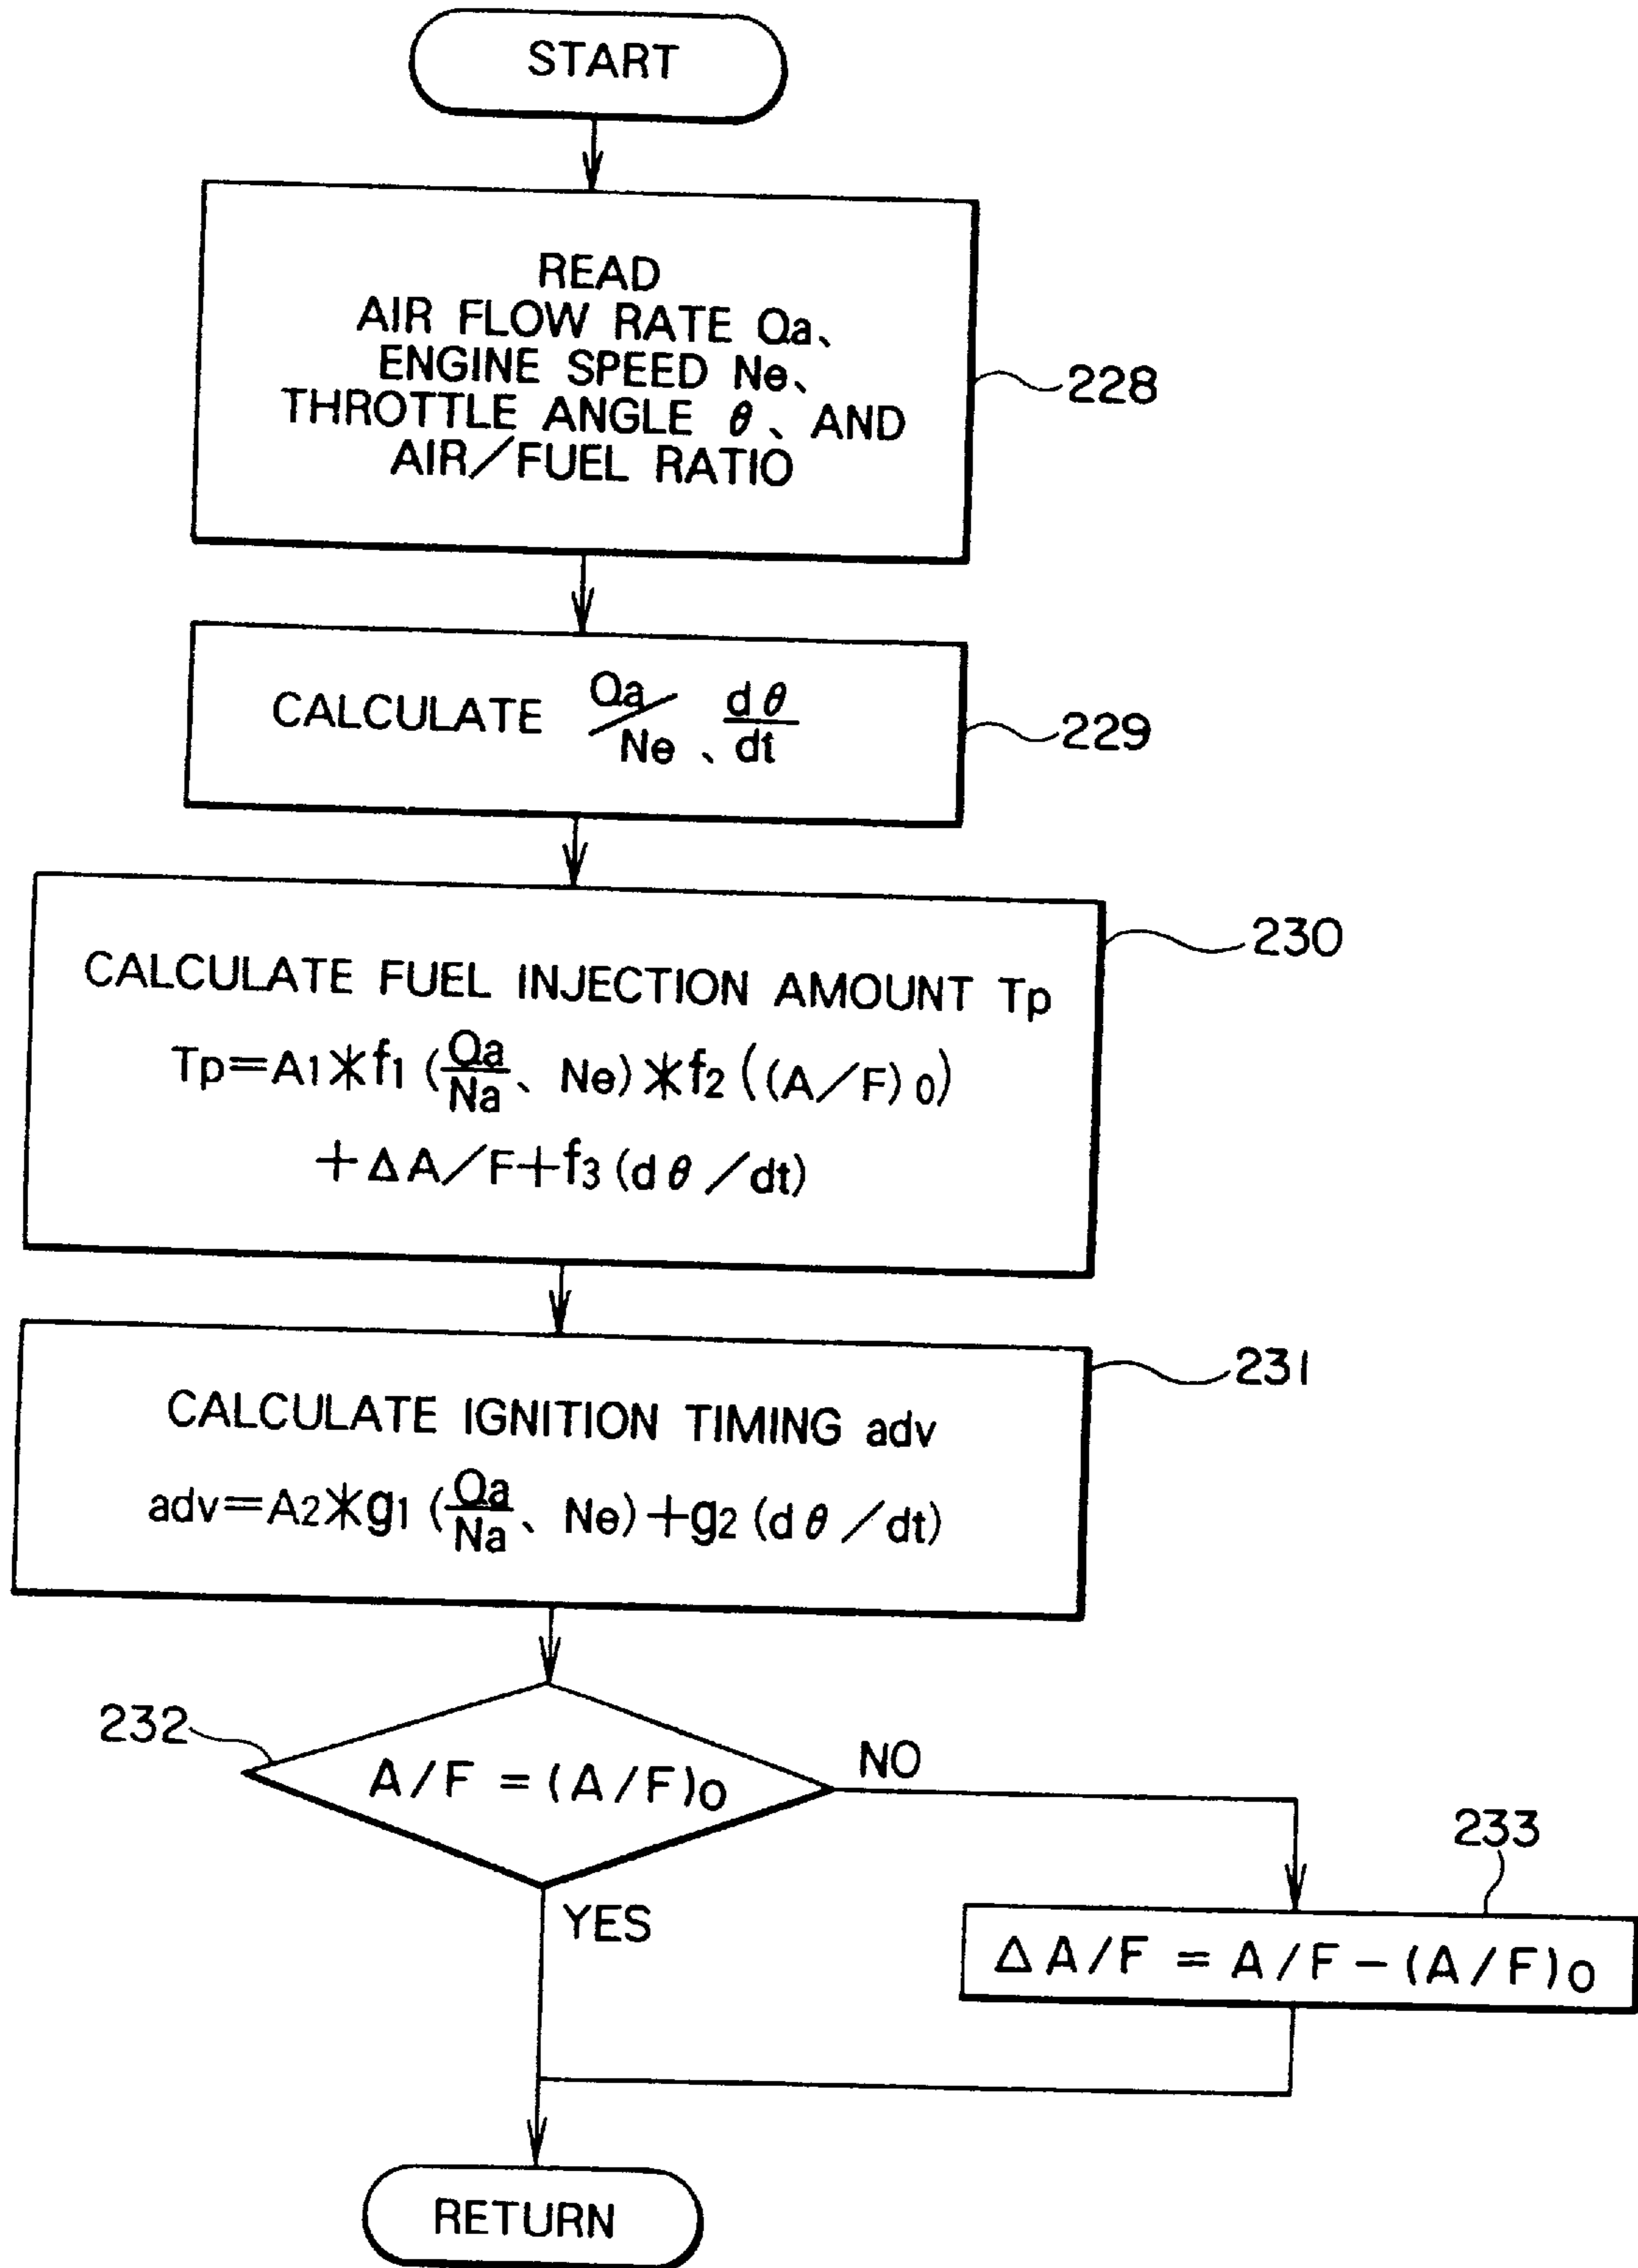 START
READ
AIR FLOW RATE Qa、
ENGINE SPEED Ne、
THROTTLE ANGLE θ、AND
AIR/FUEL RATIO
228
CALCULATE Qa/Ne、dθ/dt
229
230
CALCULATE FUEL INJECTION AMOUNT Tp
Tp=A1*f1(Qa/Na、Ne)*f2((A/F)0)
+ΔA/F+f3(dθ/dt)
231
CALCULATE IGNITION TIMING adv
adv=A2*g1(Qa/Na、Ne)+g2(dθ/dt)
232
A/F=(A/F)0
NO
YES
233
ΔA/F=A/F-(A/F)0
RETURN